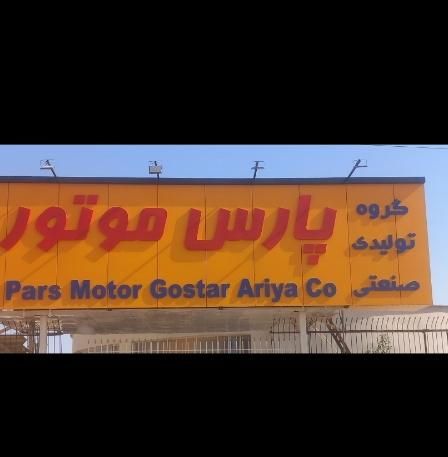 گروه
تولیدی
صنعتی
پارس موتور
Pars Motor Gostar Ariya Co